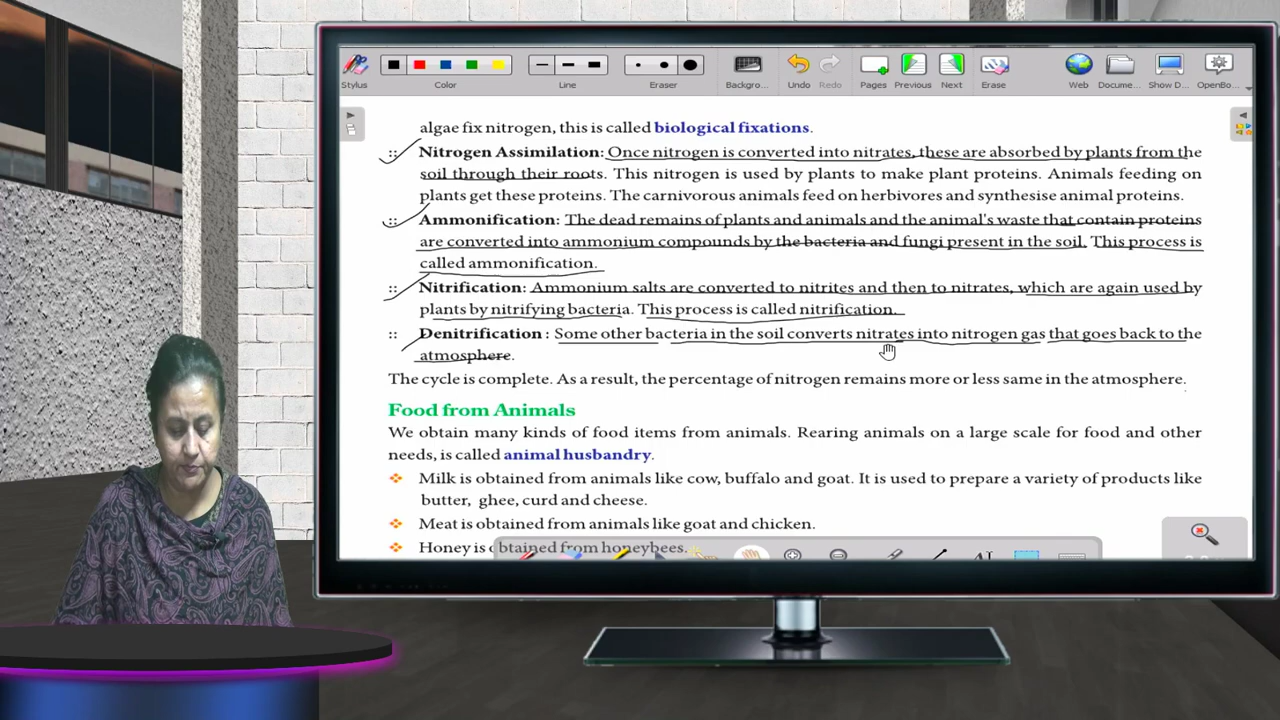 Stylus
Color
Line
Eraser
Backgro...
Undo
Redo
Pages
Previous
Next
Erase
Web
Docume...
Show D...
OpenBo...
algae fix nitrogen, this is called biological fixations.
:: Nitrogen Assimilation: Once nitrogen is converted into nitrates, these are absorbed by plants from the
soil through their roots. This nitrogen is used by plants to make plant proteins. Animals feeding on
plants get these proteins. The carnivorous animals feed on herbivores and synthesise animal proteins.
:: Ammonification: The dead remains of plants and animals and the animal's waste that contain proteins
are converted into ammonium compounds by the bacteria and fungi present in the soil. This process is
called ammonification.
:: Nitrification: Ammonium salts are converted to nitrites and then to nitrates, which are again used by
plants by nitrifying bacteria. This process is called nitrification.
:: Denitrification : Some other bacteria in the soil converts nitrates into nitrogen gas that goes back to the
atmosphere.
The cycle is complete. As a result, the percentage of nitrogen remains more or less same in the atmosphere.
Food from Animals
We obtain many kinds of food items from animals. Rearing animals on a large scale for food and other
needs, is called animal husbandry.
Milk is obtained from animals like cow, buffalo and goat. It is used to prepare a variety of products like
butter, ghee, curd and cheese.
Meat is obtained from animals like goat and chicken.
Honey is obtained from honeybees.